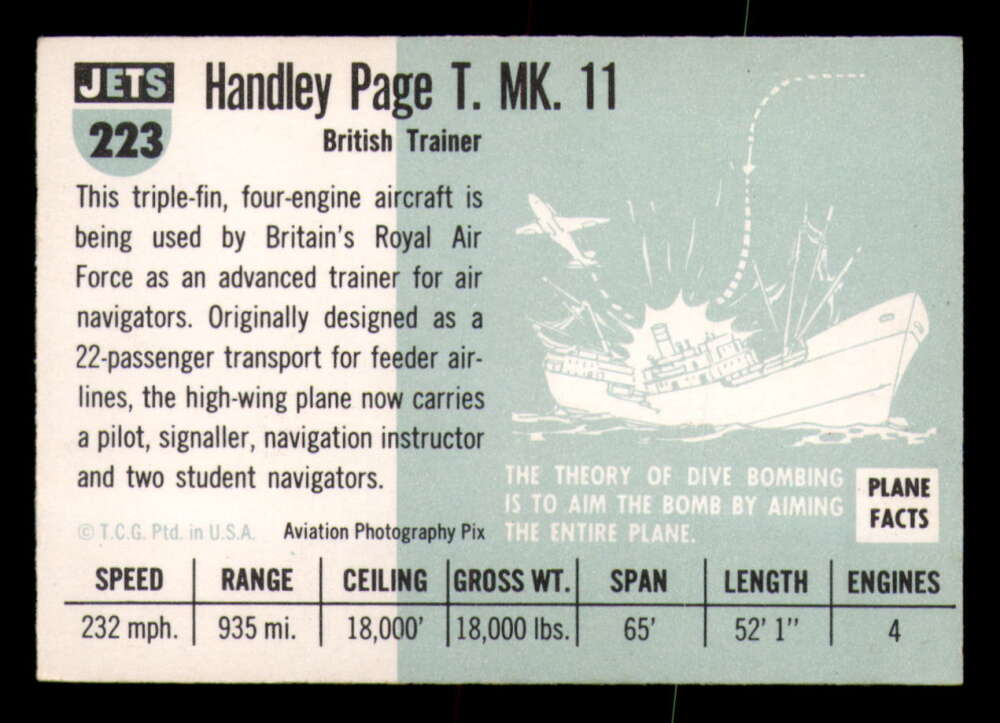 JETS
223
Handley Page T. MK. 11
British Trainer
This triple-fin, four-engine aircraft is
being used by Britain's Royal Air
Force as an advanced trainer for air
navigators. Originally designed as a
22-passenger transport for feeder air-
lines, the high-wing plane now carries
a pilot, signaller, navigation instructor
and two student navigators.
© T.C.G. Ptd. in U.S.A. Aviation Photography Pix
THE THEORY OF DIVE BOMBING
IS TO AIM THE BOMB BY AIMING
THE ENTIRE PLANE.
PLANE
FACTS
SPEED RANGE CEILING GROSS WT. SPAN LENGTH ENGINES
232 mph. 935 mi. 18,000' 18,000 lbs. 65' 52' 1" 4